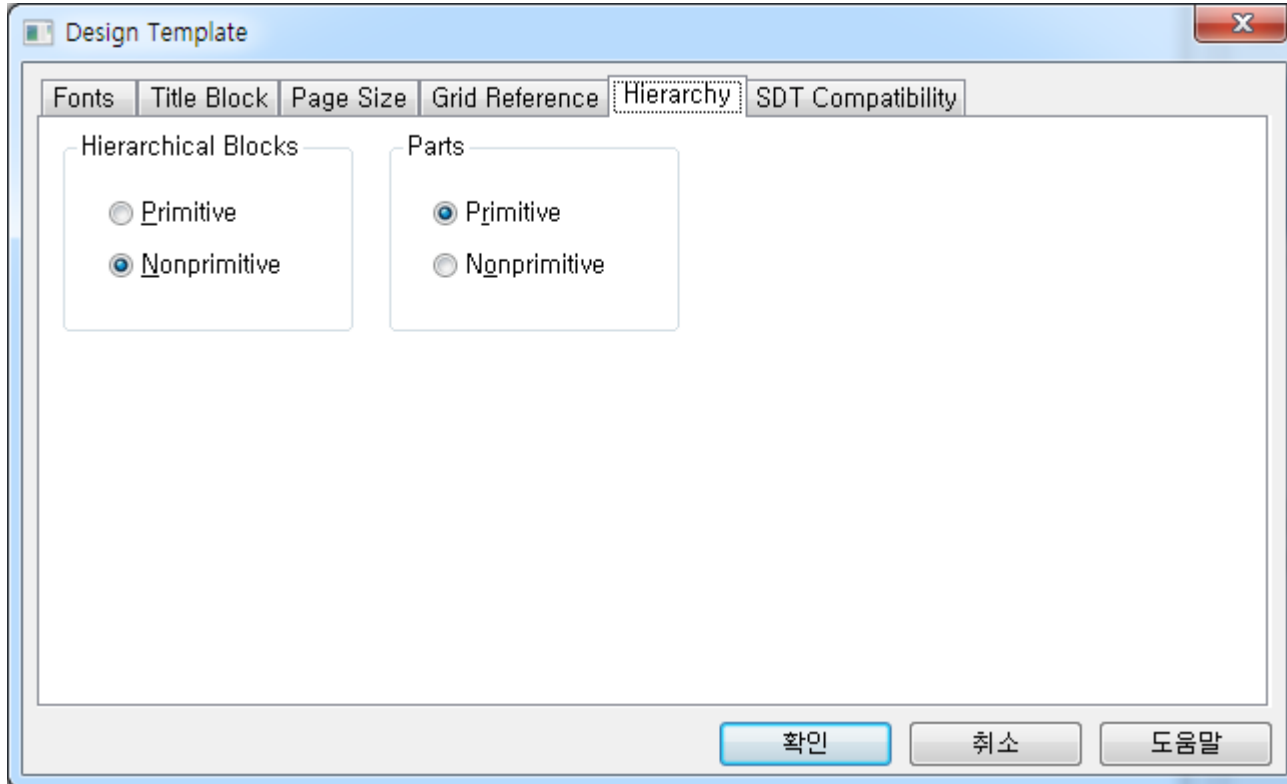 Design Template
Fonts Title Block Page Size Grid Reference Hierarchy SDT Compatibility
Hierarchical Blocks Parts
Primitive Primitive
Nonprimitive Nonprimitive
확인 취소 도움말